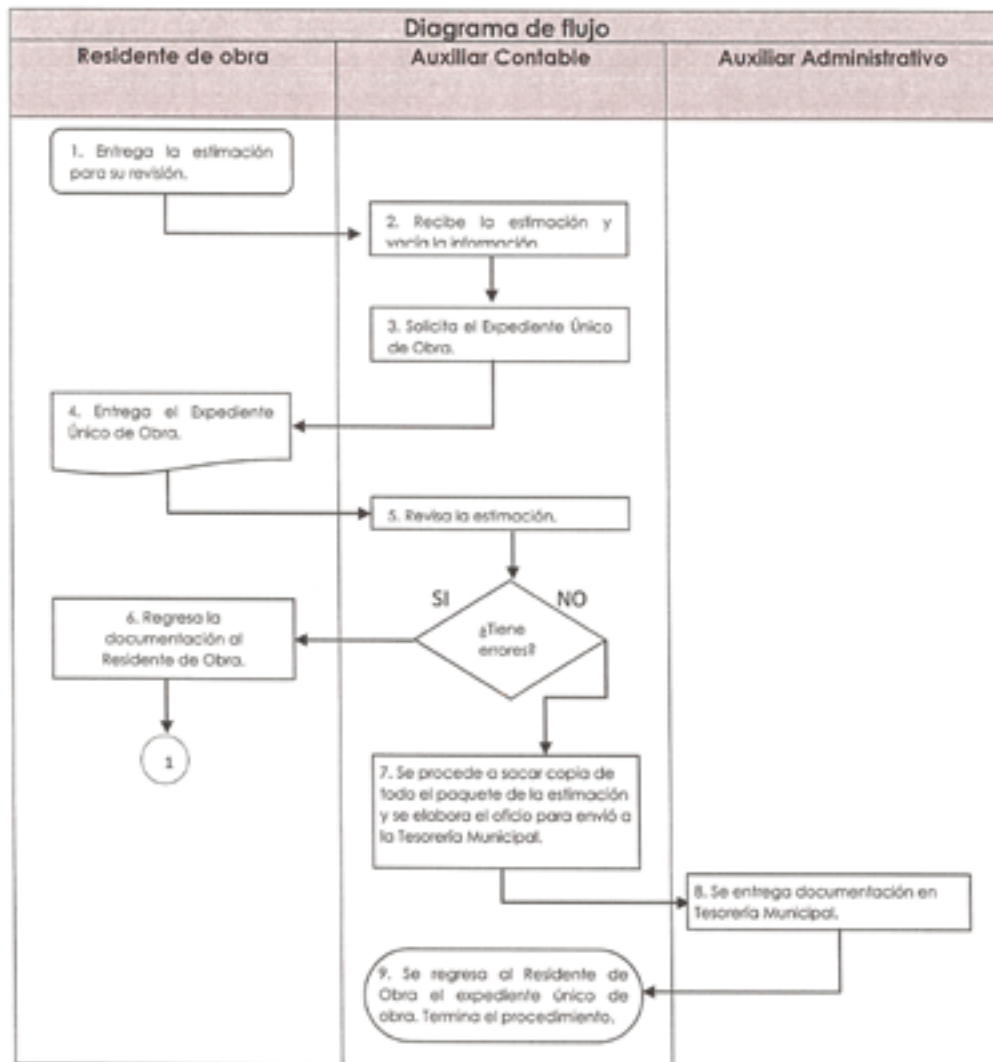 Diagrama de flujo
Residente de obra
Auxiliar Contable
Auxiliar Administrativo
1. Entrega la estimación
para su revisión.
2. Recibe la estimación y
vacía la información
3. Solicita el Expediente Único
de Obra.
4. Entrega el Expediente
Único de Obra.
5. Revisa la estimación.
SI
NO
¿Tiene
errores?
6. Regresa la
documentación al
Residente de Obra.
1
7. Se procede a sacar copia de
todo el paquete de la estimación
y se elabora el oficio para envió a
la Tesorería Municipal.
8. Se entrega documentación en
Tesorería Municipal.
9. Se regresa al Residente de
Obra el expediente único de
obra. Termina el procedimiento.